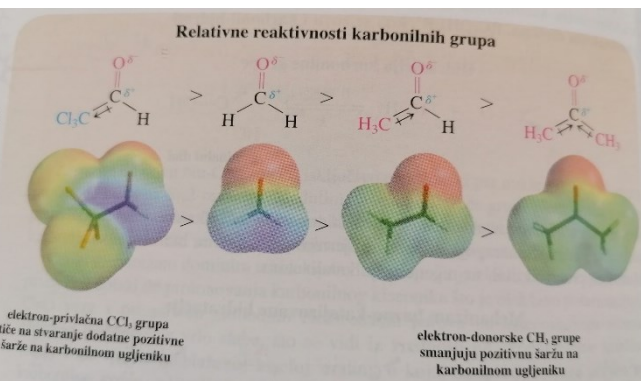 Relativne reaktivnosti karbonilnih grupa
Oδ⁻ Oδ⁻ Oδ⁻ O
Cδ⁺ > Cδ⁺ > Cδ⁺ > Cδ⁺
Cl₃C H H H H₃C H H₃C CH₃
> > >
elektron-privlačna CCl₃ grupa
tiče na stvaranje dodatne pozitivne
šarže na karbonilnom ugljeniku
elektron-donorske CH₃ grupe
smanjuju pozitivnu šaržu na
karbonilnom ugljeniku